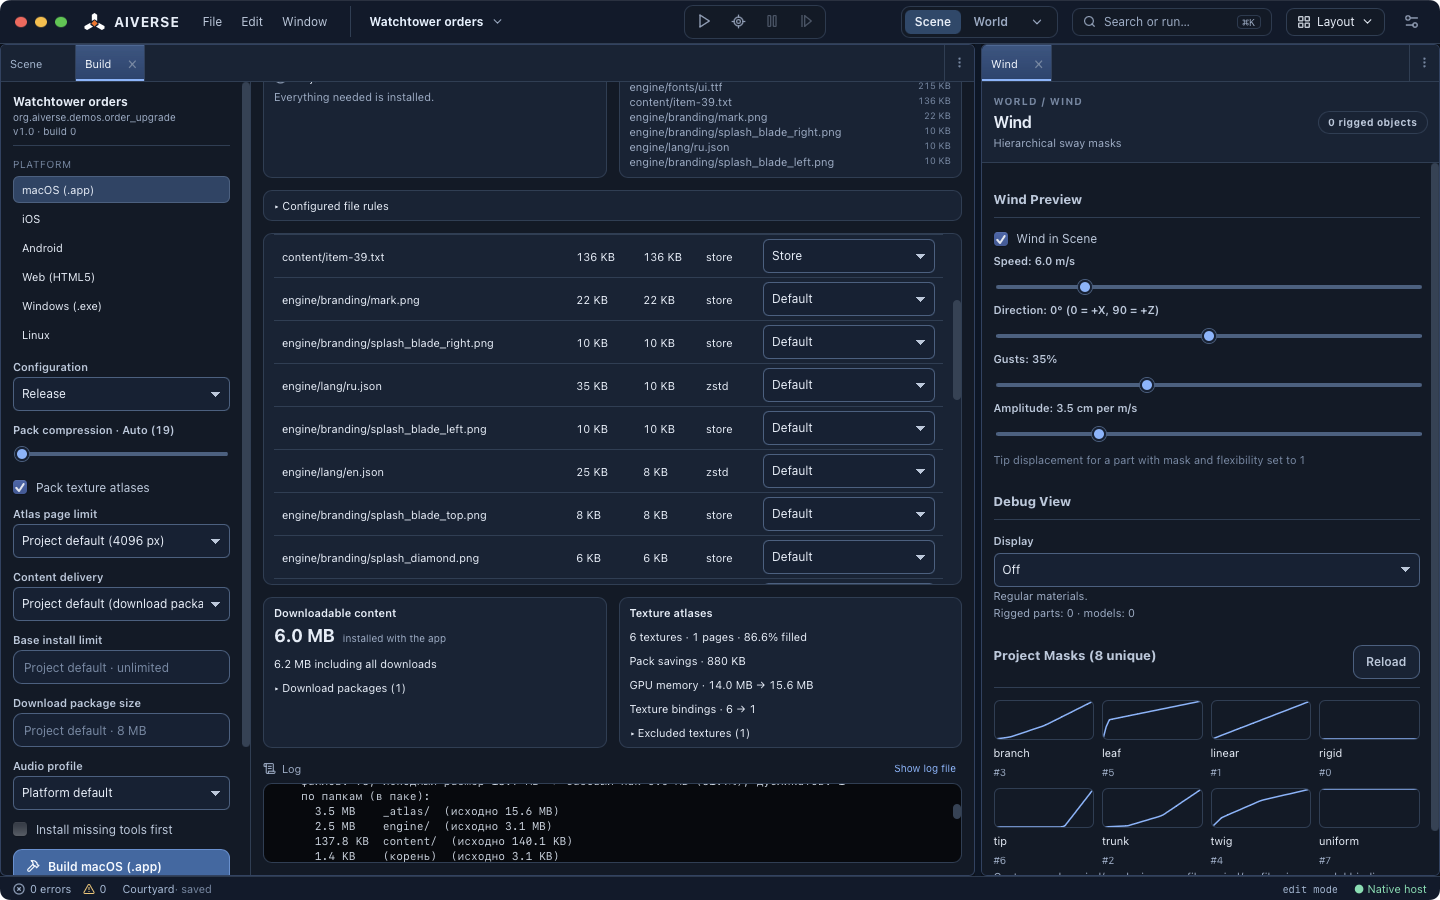 AIVERSE File Edit Window Watchtower orders Scene World Search or run... ⌘K Layout
Scene Build
Watchtower orders
org.aiverse.demos.order_upgrade
v1.0 · build 0
PLATFORM
macOS (.app)
iOS
Android
Web (HTML5)
Windows (.exe)
Linux
Configuration
Release
Pack compression · Auto (19)
Pack texture atlases
Atlas page limit
Project default (4096 px)
Content delivery
Project default (download packa
Base install limit
Project default · unlimited
Download package size
Project default · 8 MB
Audio profile
Platform default
Install missing tools first
Build macOS (.app)
Everything needed is installed.
engine/fonts/ui.ttf 215 KB
content/item-39.txt 136 KB
engine/branding/mark.png 22 KB
engine/branding/splash_blade_right.png 10 KB
engine/lang/ru.json 10 KB
engine/branding/splash_blade_left.png 10 KB
Configured file rules
content/item-39.txt 136 KB 136 KB store Store
engine/branding/mark.png 22 KB 22 KB store Default
engine/branding/splash_blade_right.png 10 KB 10 KB store Default
engine/lang/ru.json 35 KB 10 KB zstd Default
engine/branding/splash_blade_left.png 10 KB 10 KB store Default
engine/lang/en.json 25 KB 8 KB zstd Default
engine/branding/splash_blade_top.png 8 KB 8 KB store Default
engine/branding/splash_diamond.png 6 KB 6 KB store Default
Downloadable content
6.0 MB installed with the app
6.2 MB including all downloads
Download packages (1)
Texture atlases
6 textures · 1 pages · 86.6% filled
Pack savings · 880 KB
GPU memory · 14.0 MB → 15.6 MB
Texture bindings · 6 → 1
Excluded textures (1)
Log Show log file
по папкам (в паке):
3.5 MB _atlas/ (исходно 15.6 MB)
2.5 MB engine/ (исходно 3.1 MB)
137.8 KB content/ (исходно 140.1 KB)
1.4 KB (корень) (исходно 3.1 KB)
Wind
WORLD / WIND
Wind
Hierarchical sway masks
0 rigged objects
Wind Preview
Wind in Scene
Speed: 6.0 m/s
Direction: 0° (0 = +X, 90 = +Z)
Gusts: 35%
Amplitude: 3.5 cm per m/s
Tip displacement for a part with mask and flexibility set to 1
Debug View
Display
Off
Regular materials.
Rigged parts: 0 · models: 0
Project Masks (8 unique) Reload
branch leaf linear rigid
#3 #5 #1 #0
tip trunk twig uniform
#6 #2 #4 #7
0 errors 0 Courtyard · saved edit mode Native host